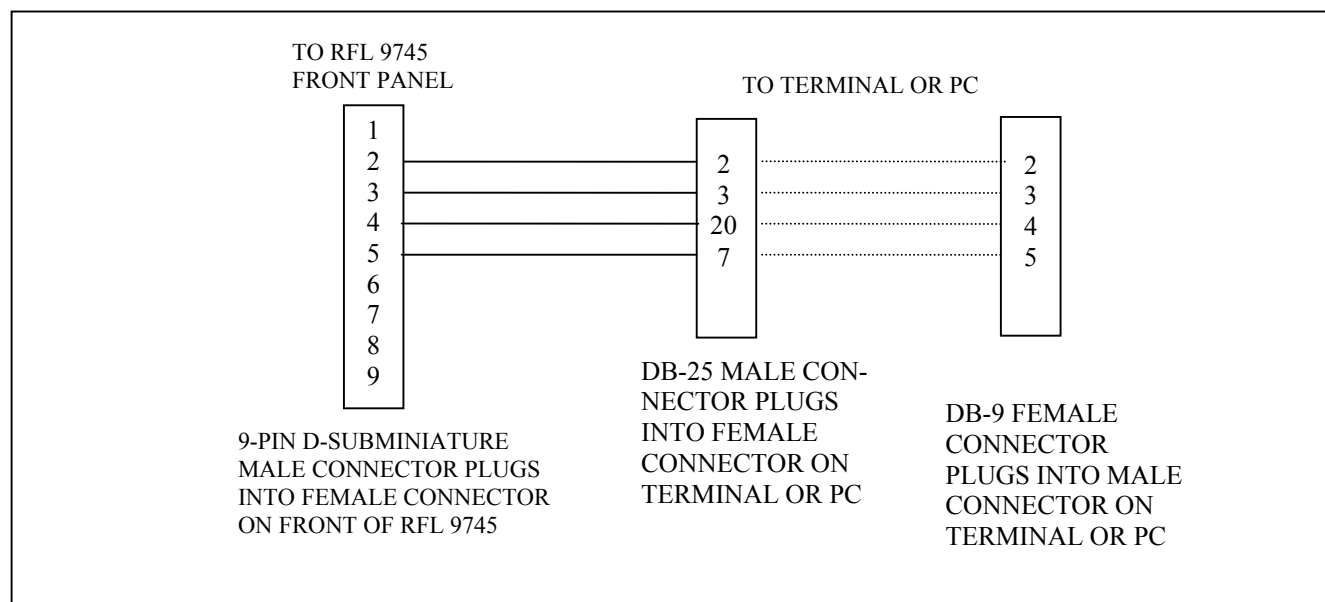 TO RFL 9745
FRONT PANEL
TO TERMINAL OR PC
1
2
3
4
5
6
7
8
9
2
3
20
7
2
3
4
5
9-PIN D-SUBMINIATURE
MALE CONNECTOR PLUGS
INTO FEMALE CONNECTOR
ON FRONT OF RFL 9745
DB-25 MALE CON-
NECTOR PLUGS
INTO FEMALE
CONNECTOR ON
TERMINAL OR PC
DB-9 FEMALE
CONNECTOR
PLUGS INTO MALE
CONNECTOR ON
TERMINAL OR PC